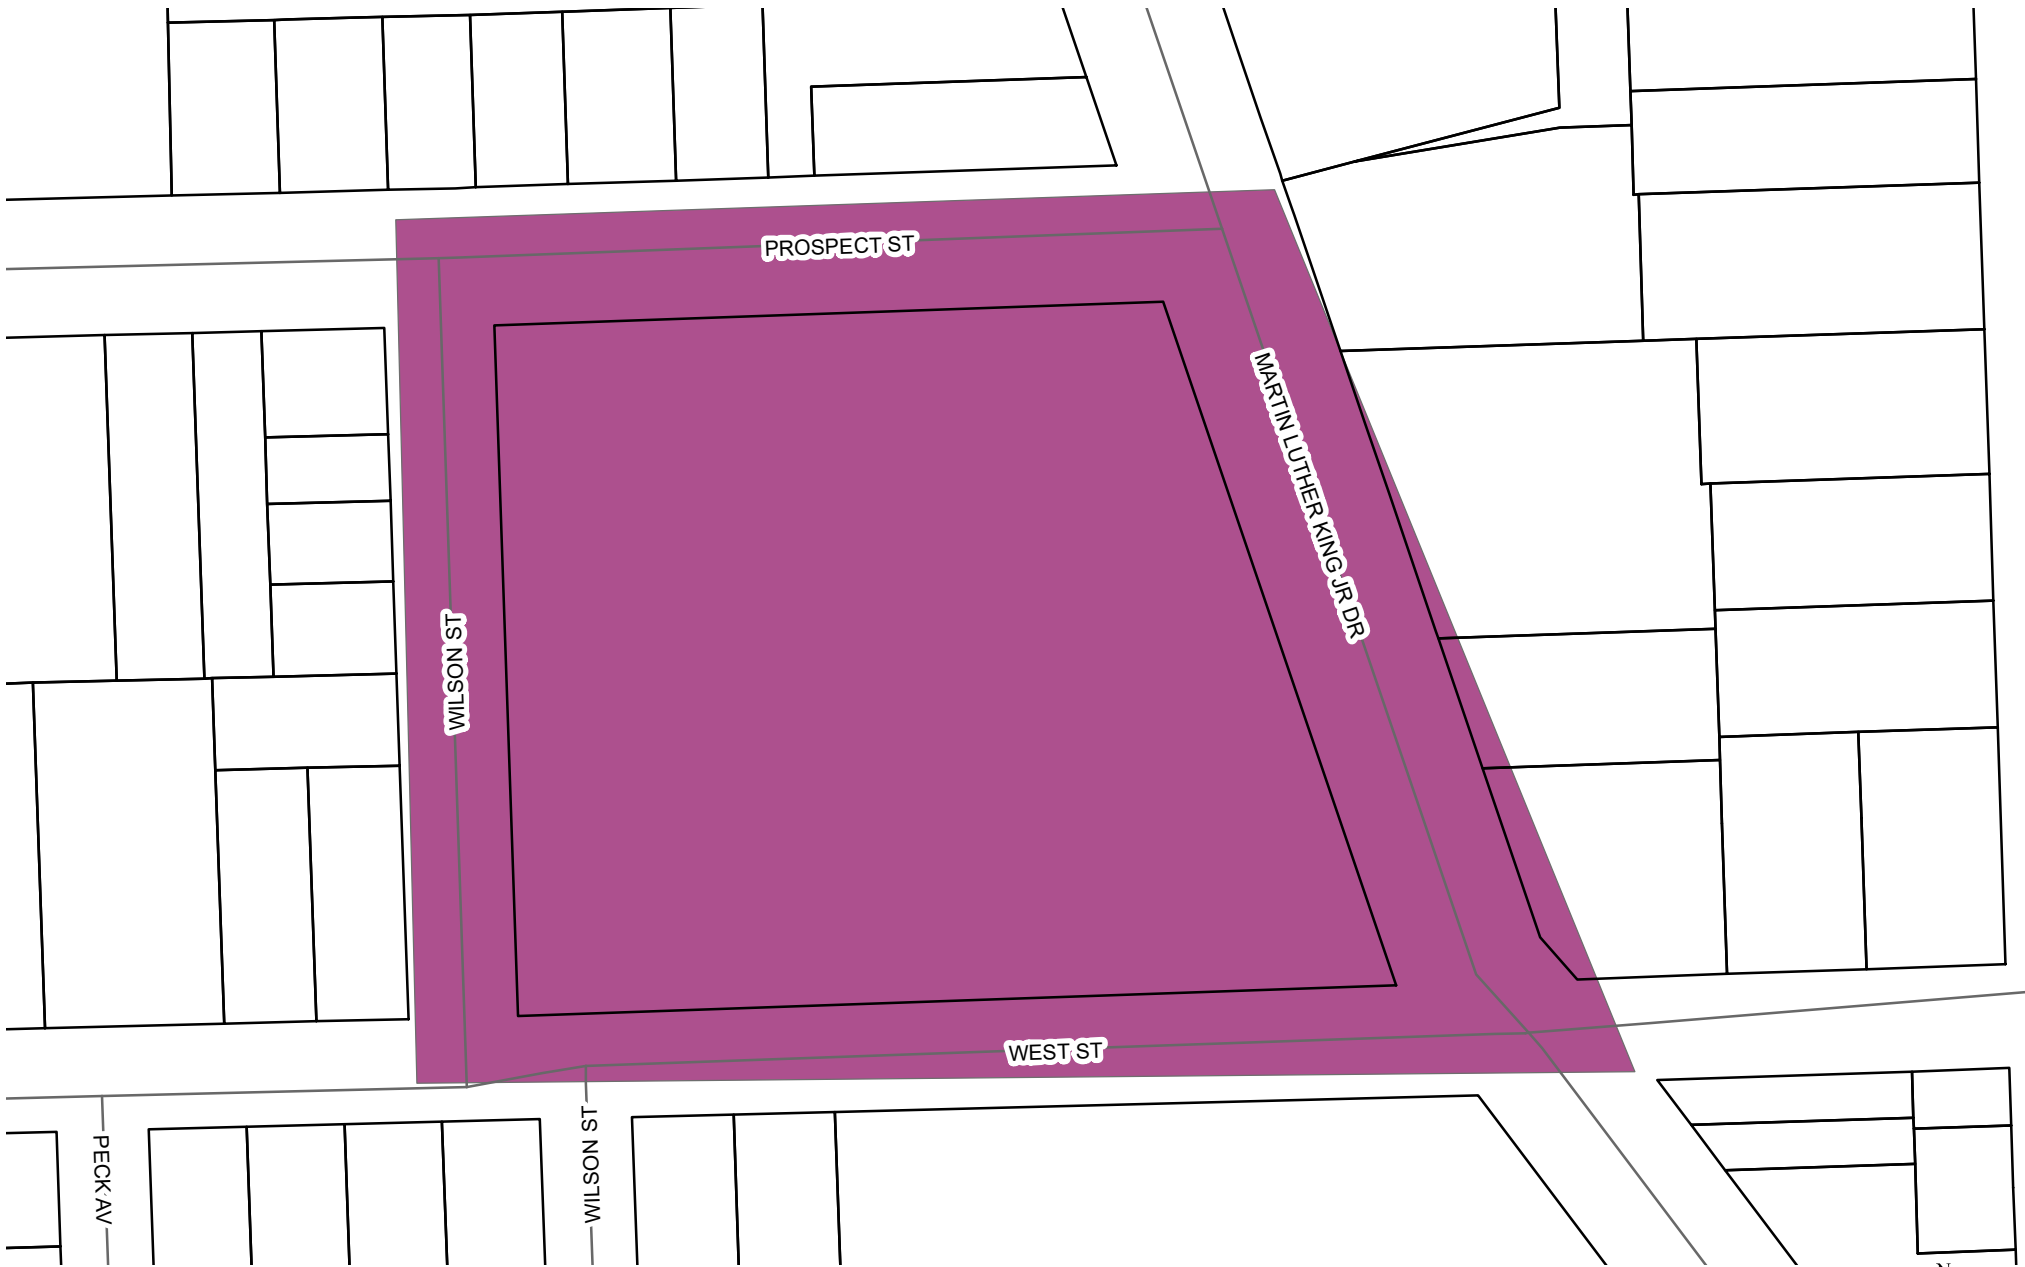 PROSPECT ST
MARTIN LUTHER KING JR DR
WILSON ST
WEST ST
PECK AV
WILSON ST